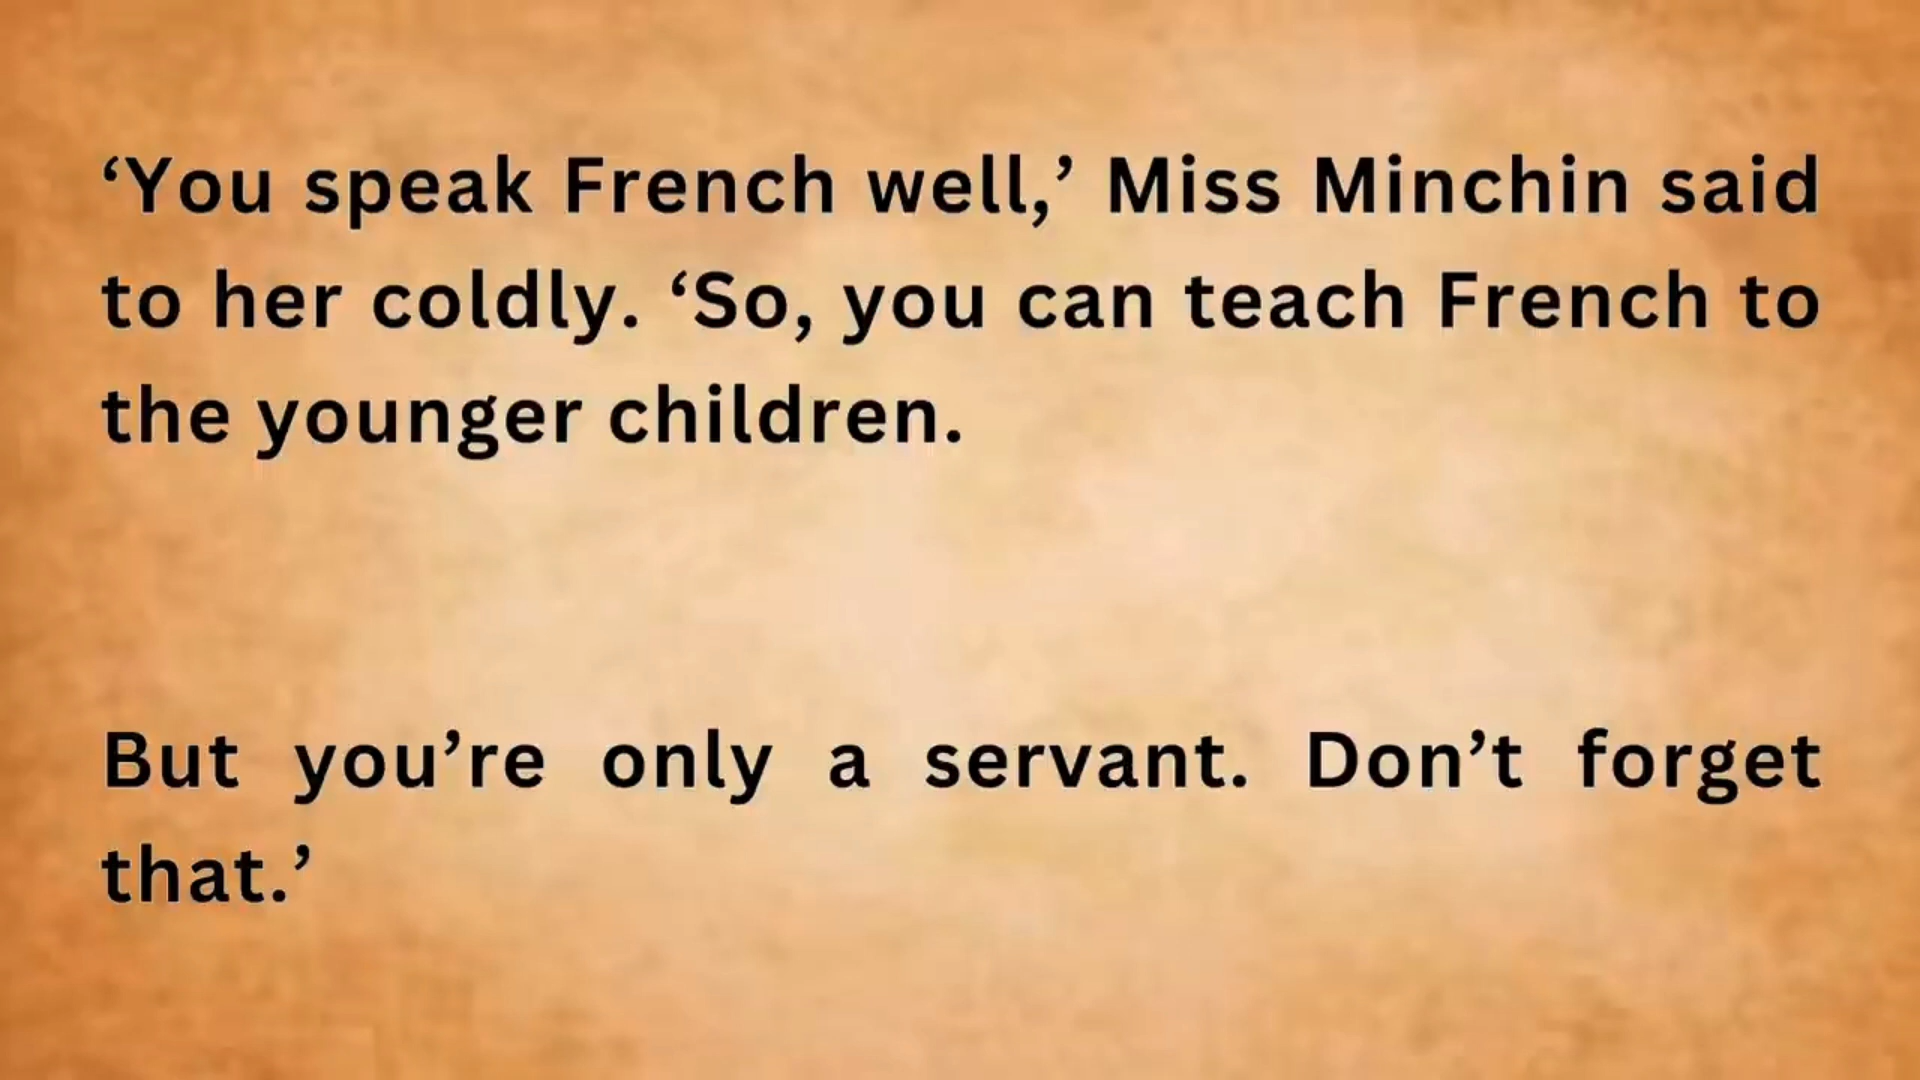 ‘You speak French well,’ Miss Minchin said
to her coldly. ‘So, you can teach French to
the younger children.
But you’re only a servant. Don’t forget
that.’